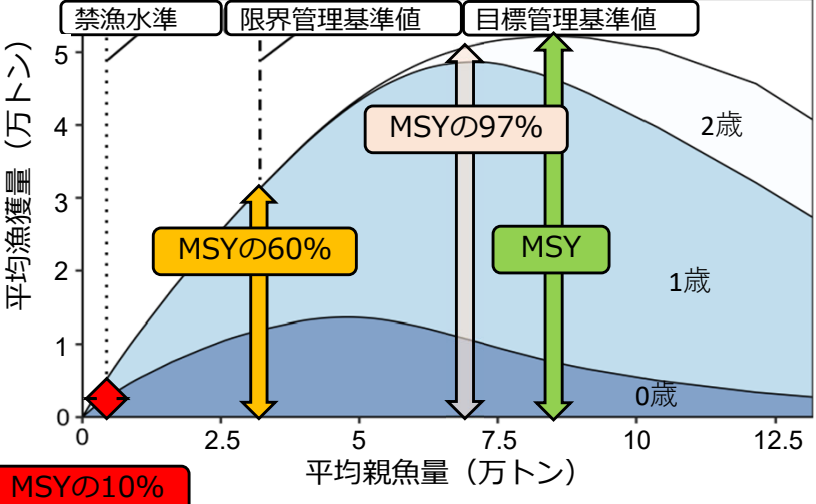 禁漁水準
限界管理基準値
目標管理基準値
平均漁獲量（万トン）
5
4
3
2
1
0
MSYの97%
2歳
MSYの60%
MSY
1歳
0歳
0
2.5
5
7.5
10
12.5
平均親魚量（万トン）
MSYの10%